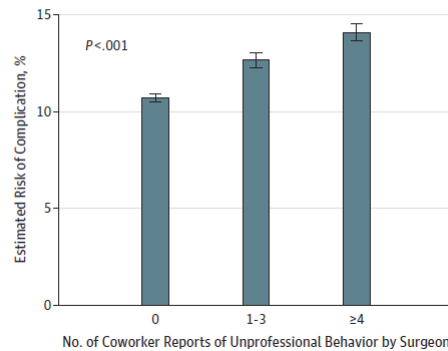 15
P<.001
10
5
0
Estimated Risk of Complication, %
0 1-3 ≥4
No. of Coworker Reports of Unprofessional Behavior by Surgeon